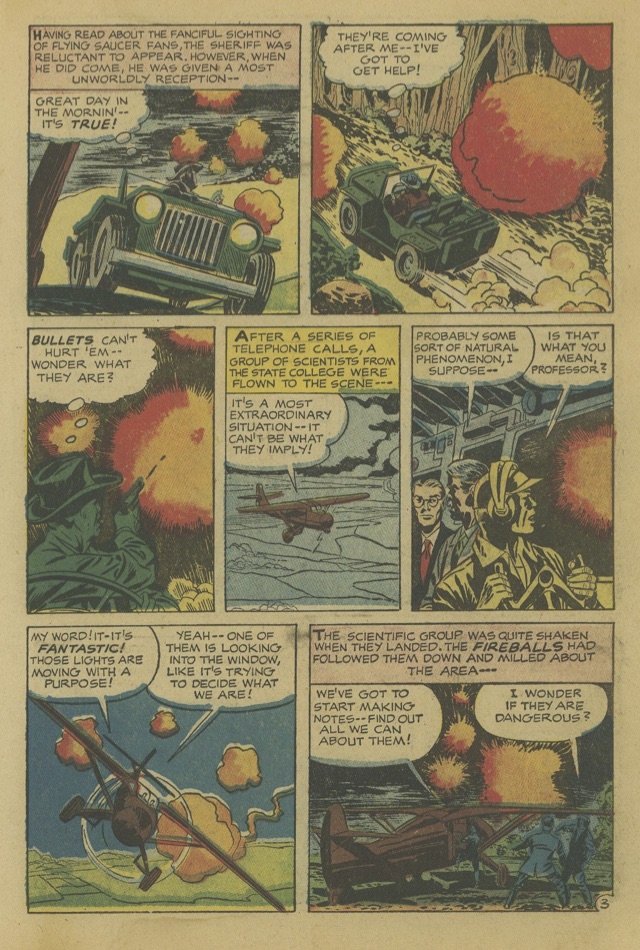 HAVING READ ABOUT THE FANCIFUL SIGHTING
OF FLYING SAUCER FANS, THE SHERIFF WAS
RELUCTANT TO APPEAR. HOWEVER, WHEN
HE DID COME, HE WAS GIVEN A MOST
UNWORLDLY RECEPTION--
GREAT DAY IN
THE MORNIN'--
IT'S TRUE!
THEY'RE COMING
AFTER ME--I'VE
GOT TO
GET HELP!
BULLETS CAN'T
HURT 'EM--
WONDER WHAT
THEY ARE?
AFTER A SERIES OF
TELEPHONE CALLS, A
GROUP OF SCIENTISTS FROM
THE STATE COLLEGE WERE
FLOWN TO THE SCENE---
IT'S A MOST
EXTRAORDINARY
SITUATION--IT
CAN'T BE WHAT
THEY IMPLY!
PROBABLY SOME
SORT OF NATURAL
PHENOMENON, I
SUPPOSE--
IS THAT
WHAT YOU
MEAN,
PROFESSOR?
MY WORD! IT-IT'S
FANTASTIC!
THOSE LIGHTS ARE
MOVING WITH A
PURPOSE!
YEAH--ONE OF
THEM IS LOOKING
INTO THE WINDOW,
LIKE IT'S TRYING
TO DECIDE WHAT
WE ARE!
THE SCIENTIFIC GROUP WAS QUITE SHAKEN
WHEN THEY LANDED. THE FIREBALLS HAD
FOLLOWED THEM DOWN AND MILLED ABOUT
THE AREA---
WE'VE GOT TO
START MAKING
NOTES--FIND OUT
ALL WE CAN
ABOUT THEM!
I WONDER
IF THEY ARE
DANGEROUS?
3